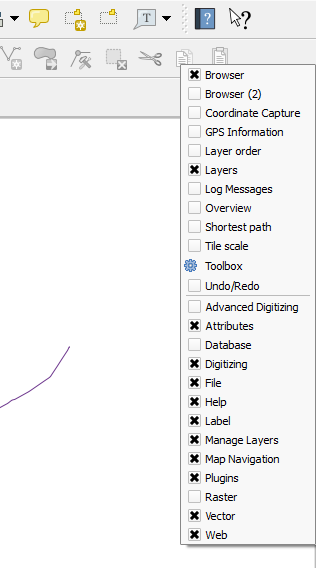 T
?
?
Browser
Browser (2)
Coordinate Capture
GPS Information
Layer order
Layers
Log Messages
Overview
Shortest path
Tile scale
Toolbox
Undo/Redo
Advanced Digitizing
Attributes
Database
Digitizing
File
Help
Label
Manage Layers
Map Navigation
Plugins
Raster
Vector
Web